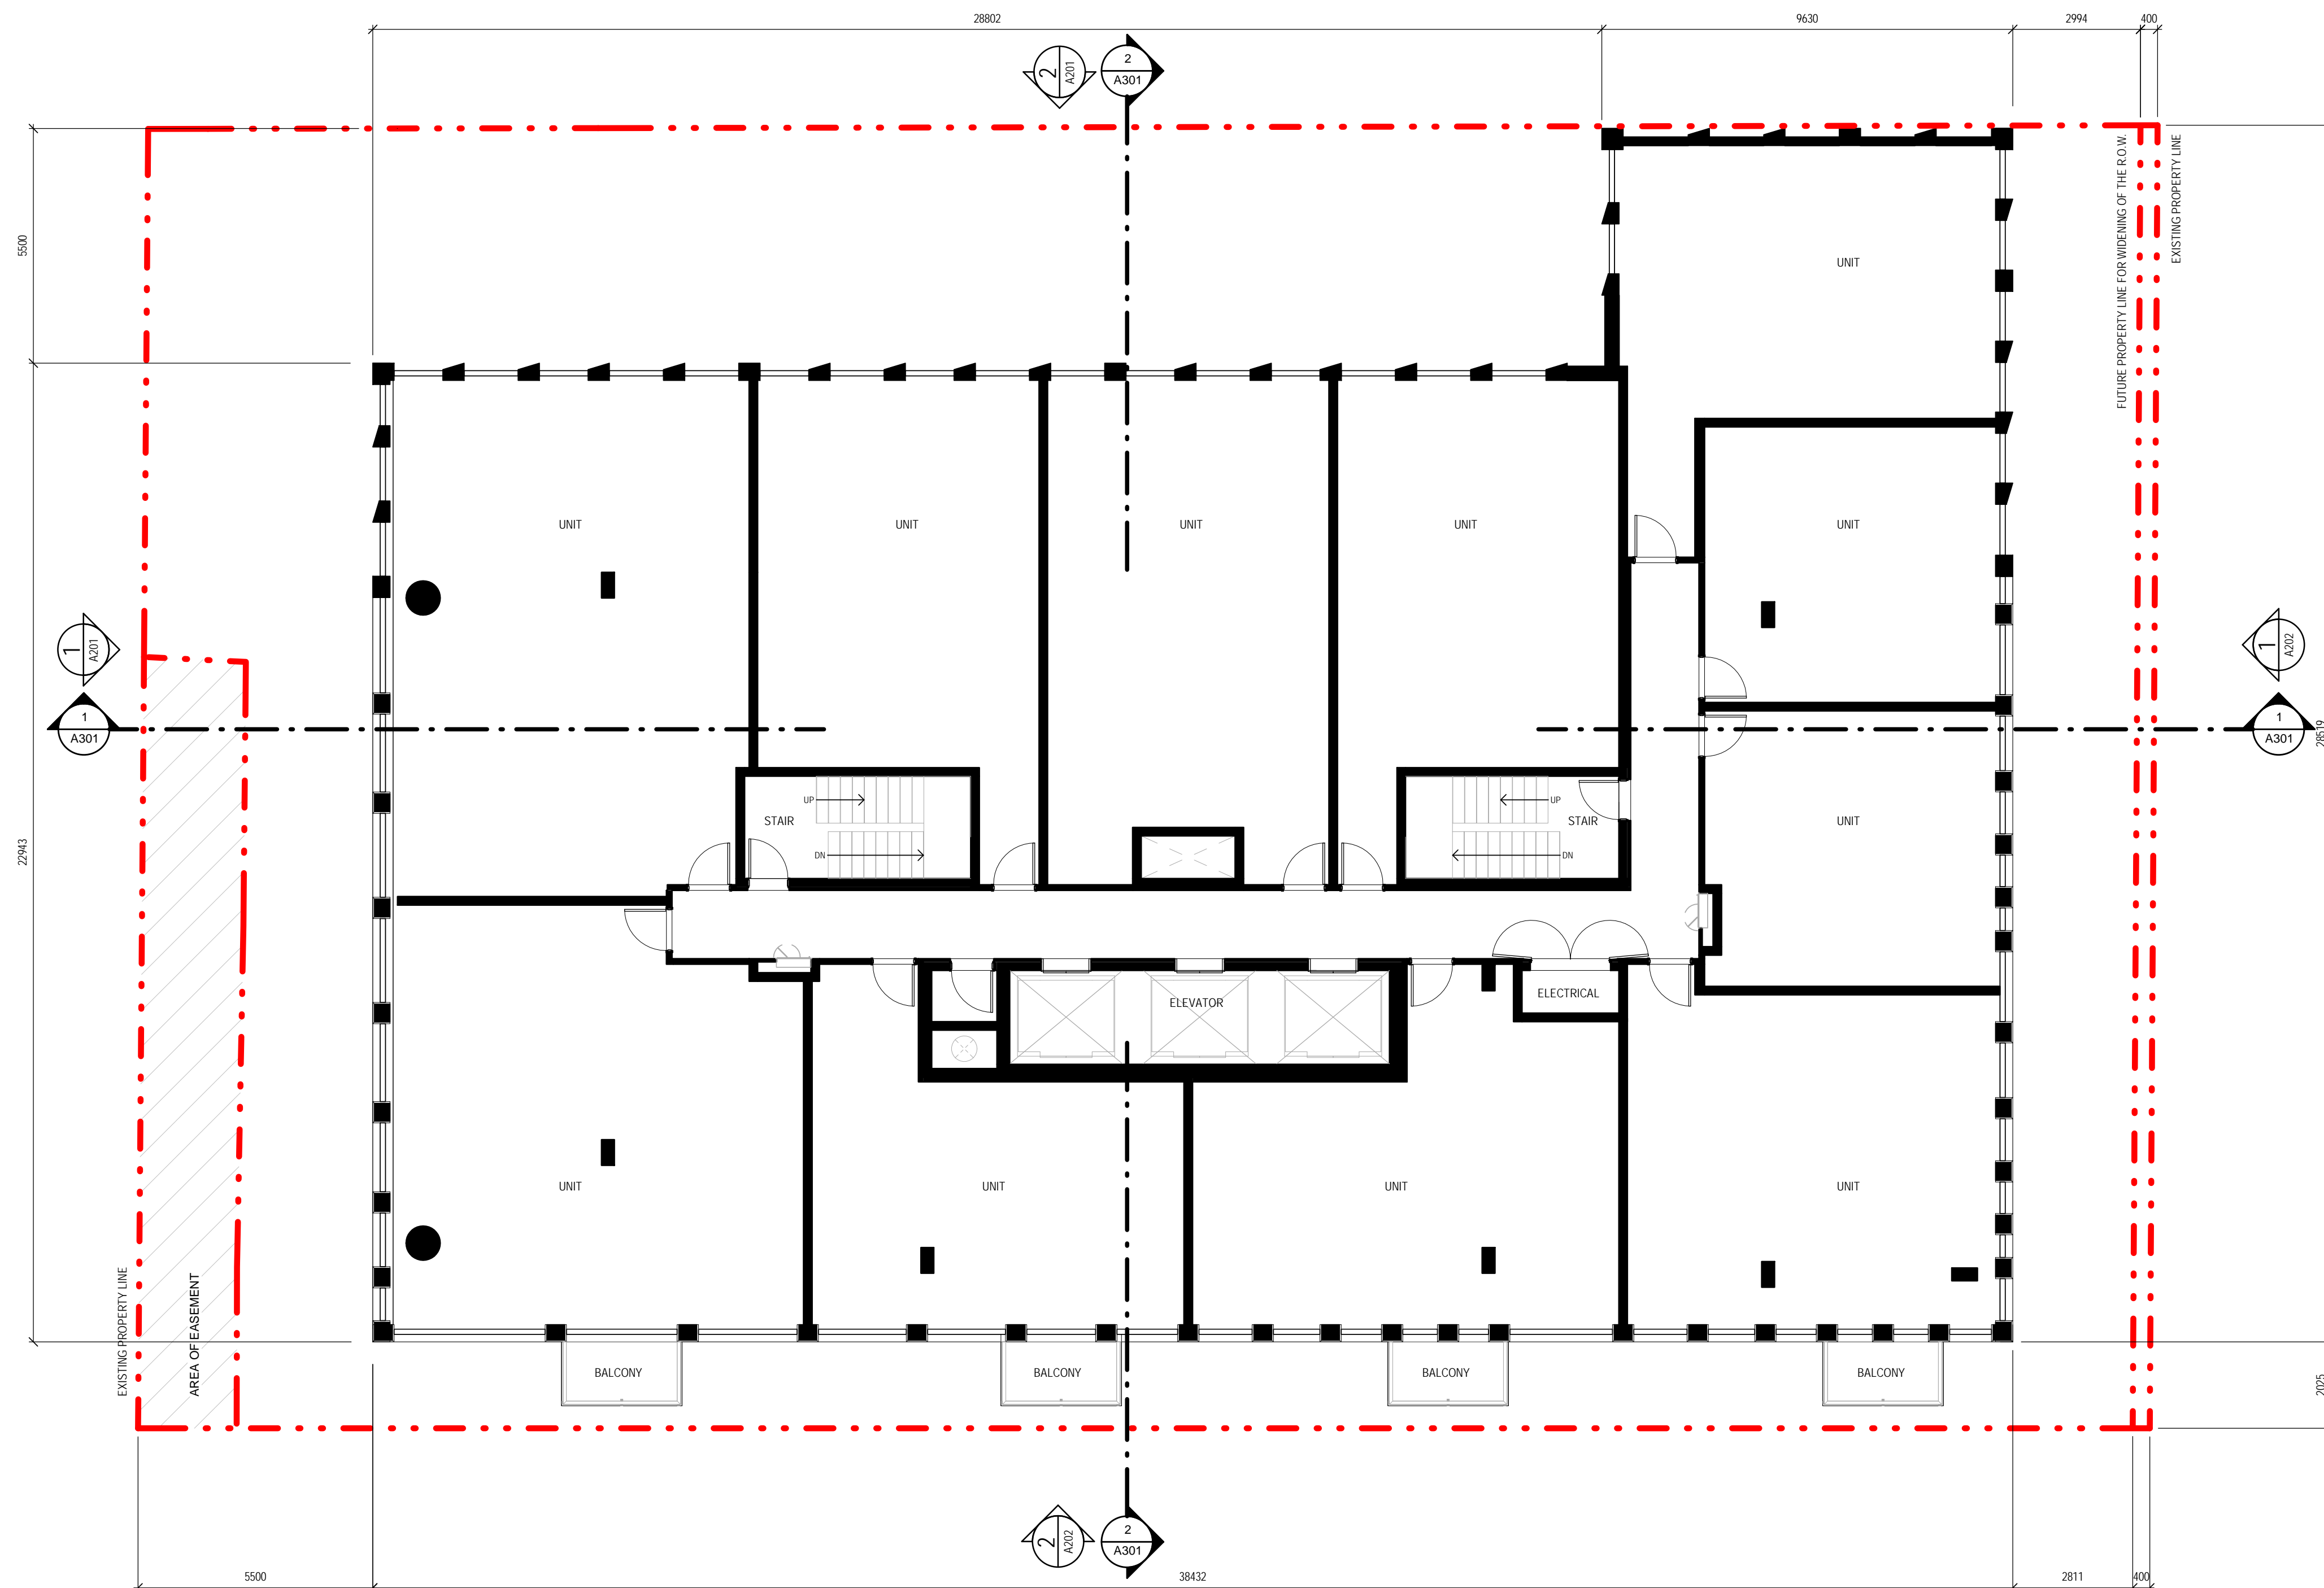 28802
9630
2994
400
2
A201
2
A301
5500
FUTURE PROPERTY LINE FOR WIDENING OF THE R.O.W.
EXISTING PROPERTY LINE
UNIT
UNIT
UNIT
UNIT
UNIT
UNIT
1
A201
1
A202
1
A301
1
A301
28519
22943
UP
STAIR
DN
UP
STAIR
DN
UNIT
ELEVATOR
ELECTRICAL
UNIT
UNIT
UNIT
UNIT
EXISTING PROPERTY LINE
AREA OF EASEMENT
BALCONY
BALCONY
BALCONY
BALCONY
2025
2
A202
2
A301
5500
38432
2811
400